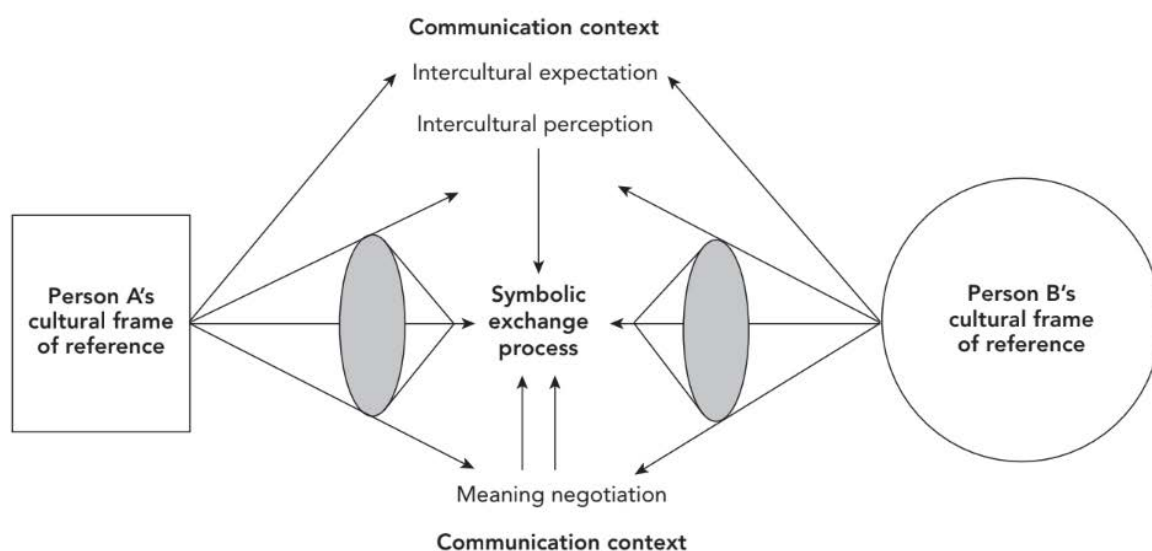 Communication context
Intercultural expectation
Intercultural perception
Person A's
cultural frame
of reference
Symbolic
exchange
process
Person B's
cultural frame
of reference
Meaning negotiation
Communication context